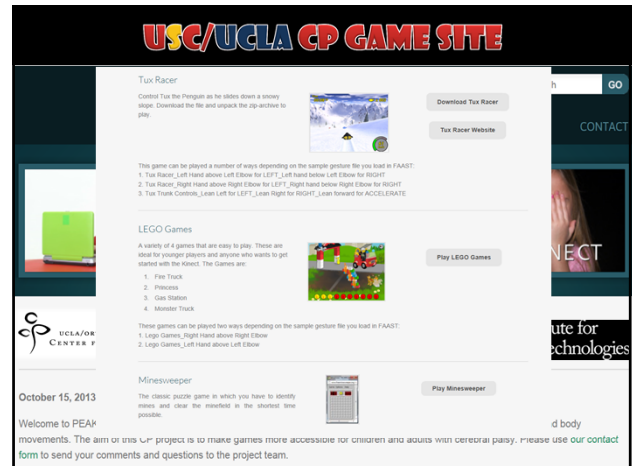 USC/UCLA CP GAME SITE
Tux Racer
Control Tux the Penguin as he slides down a snowy
slope. Download the file and unpack the zip-archive to
play.
Download Tux Racer
Tux Racer Website
This game can be played a number of ways depending on the sample gesture file you load in FAAST:
1. Tux Racer_Left Hand above Left Elbow for LEFT_Left hand below Left Elbow for RIGHT
2. Tux Racer_Right Hand above Right Elbow for LEFT_Right hand below Right Elbow for RIGHT
3. Tux Trunk Controls_Lean Left for LEFT_Lean Right for RIGHT_Lean forward for ACCELERATE
h GO
CONTACT
LEGO Games
A variety of 4 games that are easy to play. These are
ideal for younger players and anyone who wants to get
started with the Kinect. The Games are:
1. Fire Truck
2. Princess
3. Gas Station
4. Monster Truck
Play LEGO Games
These games can be played two ways depending on the sample gesture file you load in FAAST:
1. Lego Games_Right Hand above Right Elbow
2. Lego Games_Left Hand above Left Elbow
NECT
Minesweeper
The classic puzzle game in which you have to identify
mines and clear the minefield in the shortest time
possible.
Play Minesweeper
cp
UCLA/OR
CENTER F
ute for
echnologies
October 15, 2013
Welcome to PEAK d body
movements. The aim of this CP project is to make games more accessible for children and adults with cerebral palsy. Please use our contact
form to send your comments and questions to the project team.